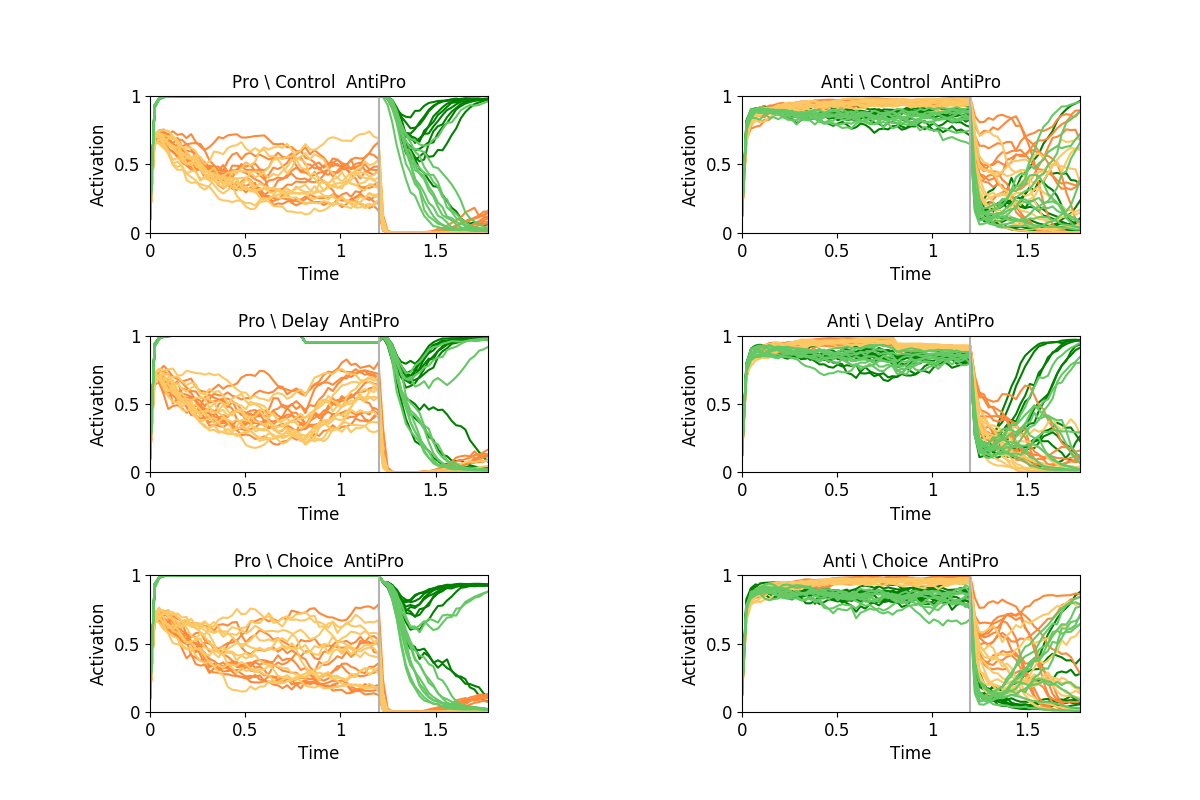 Pro \ Control  AntiPro
Activation
1
0.5
0
0
0.5
1
1.5
Time
Anti \ Control  AntiPro
Activation
1
0.5
0
0
0.5
1
1.5
Time
Pro \ Delay  AntiPro
Activation
1
0.5
0
0
0.5
1
1.5
Time
Anti \ Delay  AntiPro
Activation
1
0.5
0
0
0.5
1
1.5
Time
Pro \ Choice  AntiPro
Activation
1
0.5
0
0
0.5
1
1.5
Time
Anti \ Choice  AntiPro
Activation
1
0.5
0
0
0.5
1
1.5
Time